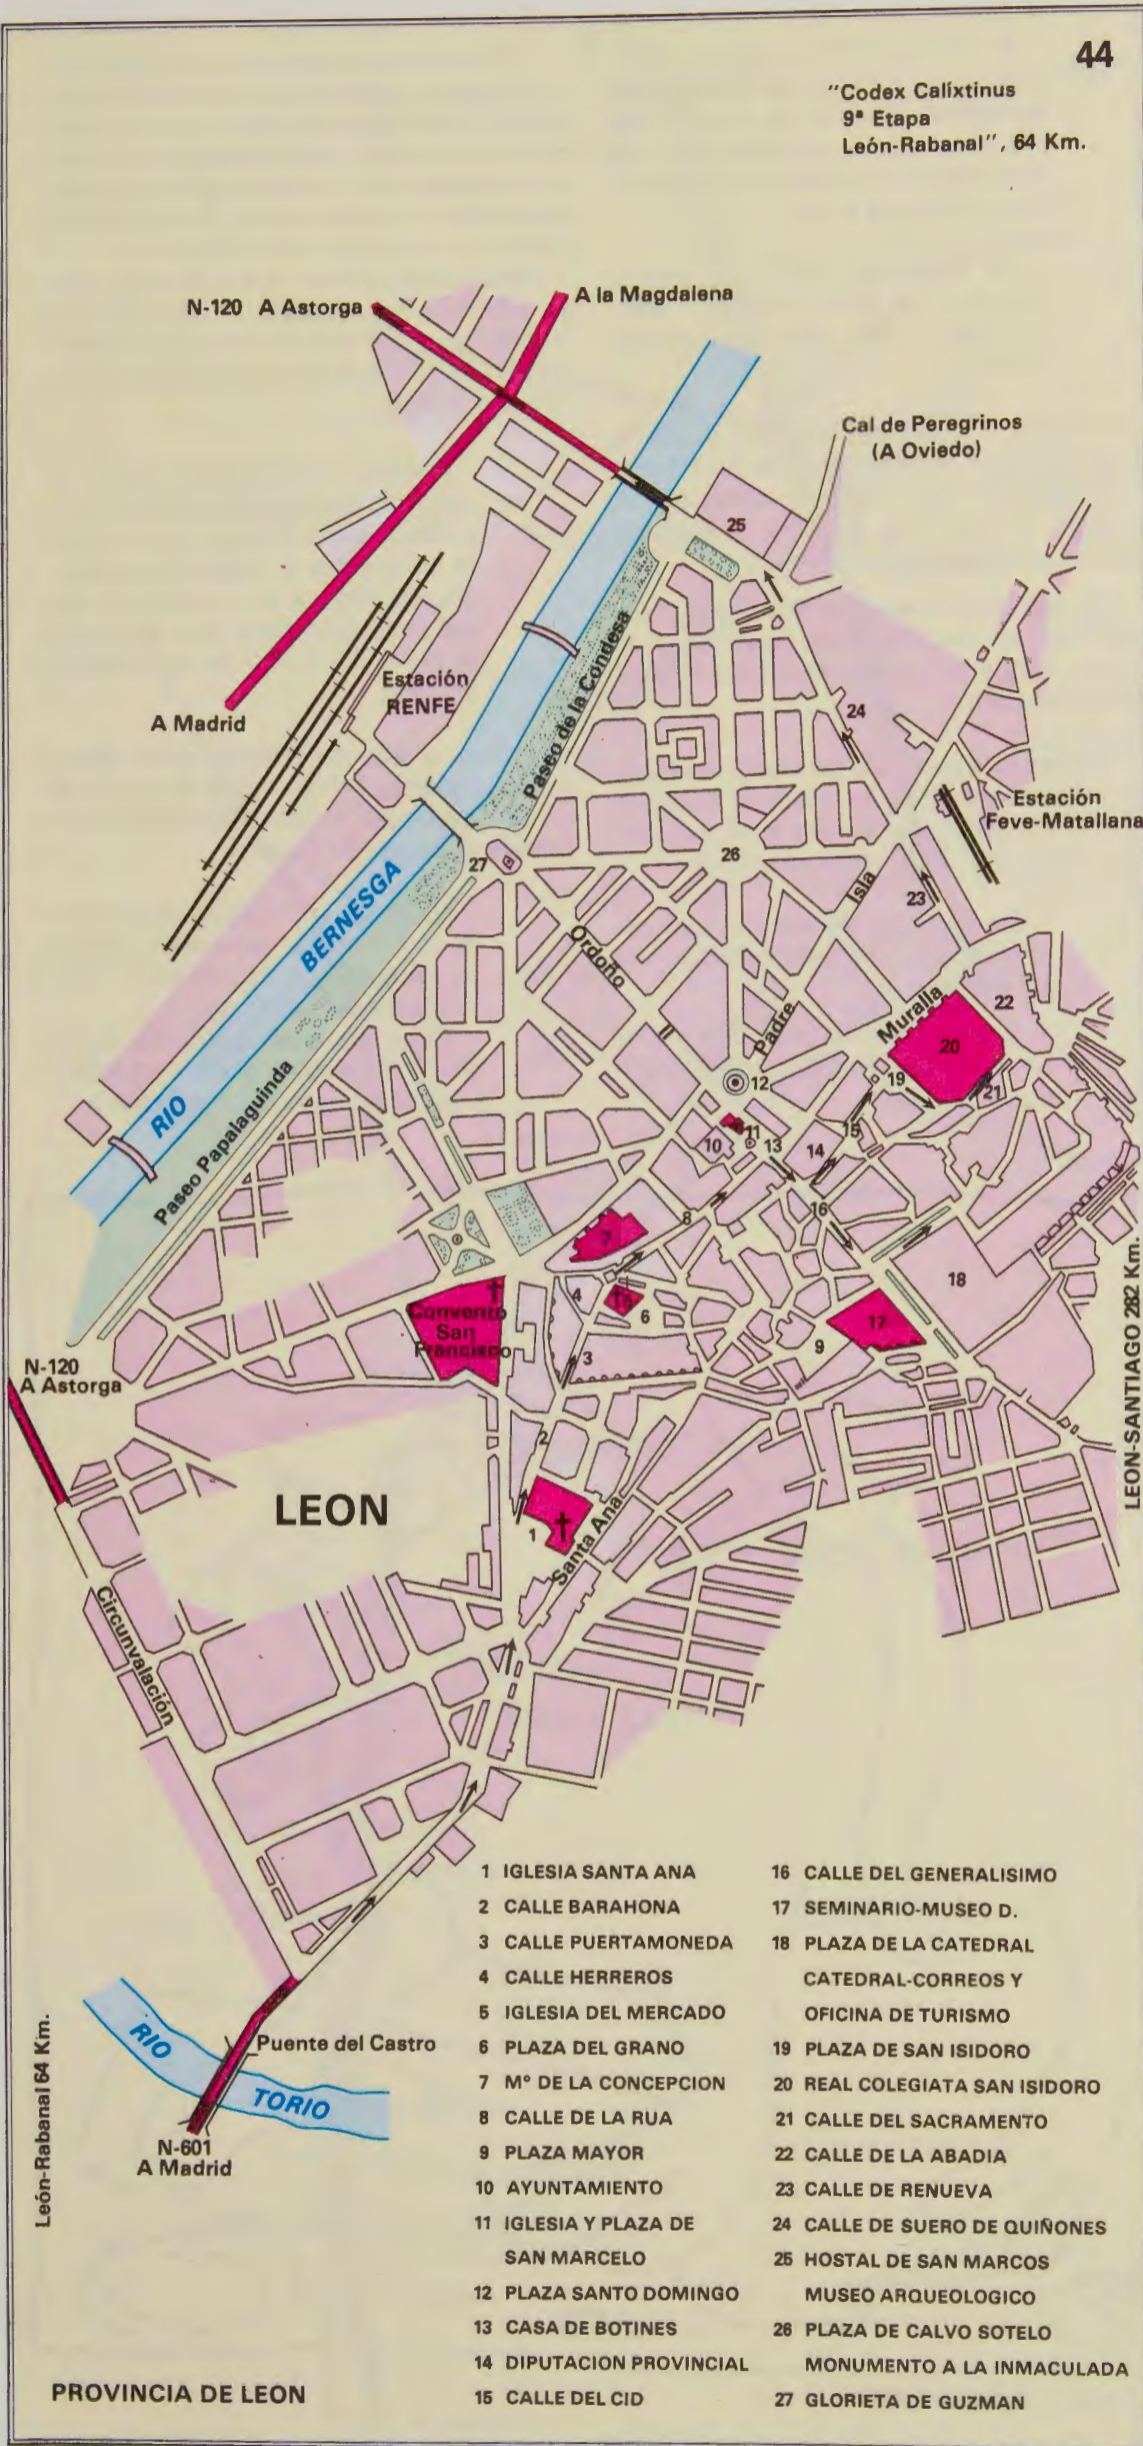 44
"Codex Calíxtinus
9ª Etapa
León-Rabanal", 64 Km.
N-120 A Astorga
A la Magdalena
Cal de Peregrinos
(A Oviedo)
25
Paseo de la Condesa
Estación
RENFE
A Madrid
24
Estación
Feve-Matallana
26
27
Isla
23
BERNESGA
Ordoño
II
Padre
Muralla
22
20
19
21
12
RIO
Paseo Papalaguinda
11
10
13
14
15
16
8
7
18
4
6
17
9
3
Convento
San
Francisco
N-120
A Astorga
LEON-SANTIAGO 282 Km.
2
LEON
1
Santa Ana
Circunvalación
Puente del Castro
RIO
TORIO
N-601
A Madrid
León-Rabanal 64 Km.
1 IGLESIA SANTA ANA
2 CALLE BARAHONA
3 CALLE PUERTAMONEDA
4 CALLE HERREROS
5 IGLESIA DEL MERCADO
6 PLAZA DEL GRANO
7 Mº DE LA CONCEPCION
8 CALLE DE LA RUA
9 PLAZA MAYOR
10 AYUNTAMIENTO
11 IGLESIA Y PLAZA DE
SAN MARCELO
12 PLAZA SANTO DOMINGO
13 CASA DE BOTINES
14 DIPUTACION PROVINCIAL
15 CALLE DEL CID
16 CALLE DEL GENERALISIMO
17 SEMINARIO-MUSEO D.
18 PLAZA DE LA CATEDRAL
CATEDRAL-CORREOS Y
OFICINA DE TURISMO
19 PLAZA DE SAN ISIDORO
20 REAL COLEGIATA SAN ISIDORO
21 CALLE DEL SACRAMENTO
22 CALLE DE LA ABADIA
23 CALLE DE RENUEVA
24 CALLE DE SUERO DE QUIÑONES
25 HOSTAL DE SAN MARCOS
MUSEO ARQUEOLOGICO
26 PLAZA DE CALVO SOTELO
MONUMENTO A LA INMACULADA
27 GLORIETA DE GUZMAN
PROVINCIA DE LEON